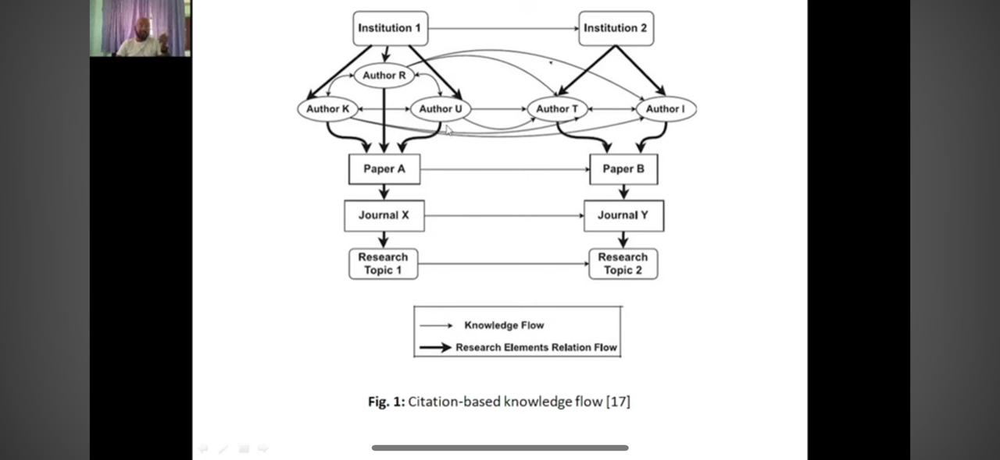 Institution 1
Institution 2
Author R
Author K
Author U
Author T
Author I
Paper A
Paper B
Journal X
Journal Y
Research
Topic 1
Research
Topic 2
Knowledge Flow
Research Elements Relation Flow
Fig. 1: Citation-based knowledge flow [17]